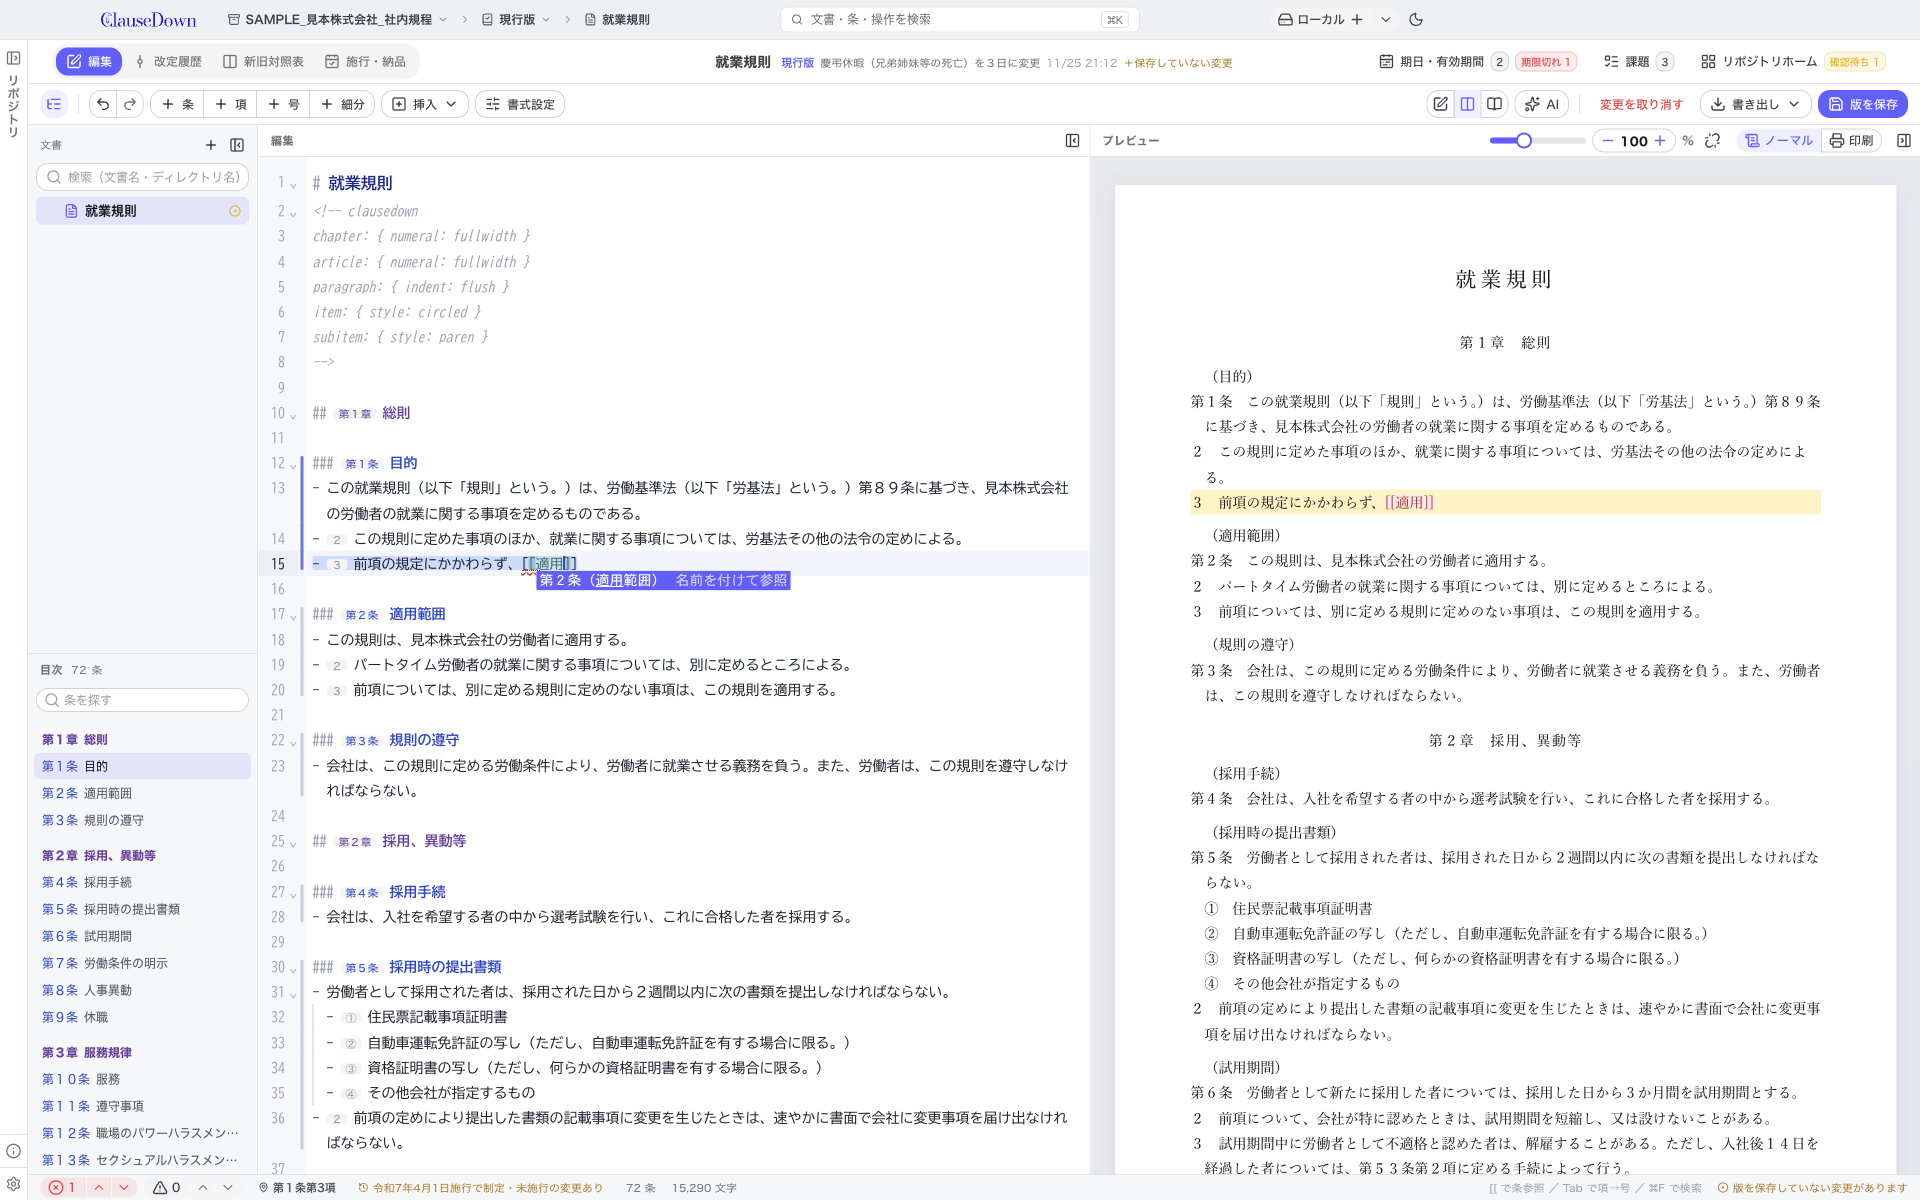 ClauseDown
SAMPLE_見本株式会社_社内規程
現行版
就業規則
文書・条・操作を検索
⌘K
ローカル
編集
改定履歴
新旧対照表
施行・納品
就業規則 現行版 慶弔休暇（兄弟姉妹等の死亡）を３日に変更 11/25 21:12 +保存していない変更
期日・有効期間 2 期限切れ 1
課題 3
リポジトリホーム 確認待ち 1
リポジトリ
+ 条
+ 項
+ 号
+ 細分
挿入
書式設定
AI
変更を取り消す
書き出し
版を保存
文書
検索（文書名・ディレクトリ名）
就業規則
目次 72 条
条を探す
第１章 総則
第１条 目的
第２条 適用範囲
第３条 規則の遵守
第２章 採用、異動等
第４条 採用手続
第５条 採用時の提出書類
第６条 試用期間
第７条 労働条件の明示
第８条 人事異動
第９条 休職
第３章 服務規律
第１０条 服務
第１１条 遵守事項
第１２条 職場のパワーハラスメン…
第１３条 セクシュアルハラスメン…
編集
1 # 就業規則
2 <!-- clausedown
3 chapter: { numeral: fullwidth }
4 article: { numeral: fullwidth }
5 paragraph: { indent: flush }
6 item: { style: circled }
7 subitem: { style: paren }
8 -->
9
10 ## 第１章 総則
11
12 ### 第１条 目的
13 - この就業規則（以下「規則」という。）は、労働基準法（以下「労基法」という。）第８９条に基づき、見本株式会社
の労働者の就業に関する事項を定めるものである。
14 - 2 この規則に定めた事項のほか、就業に関する事項については、労基法その他の法令の定めによる。
15 - 3 前項の規定にかかわらず、[[適用]]
第２条（適用範囲） 名前を付けて参照
16
17 ### 第２条 適用範囲
18 - この規則は、見本株式会社の労働者に適用する。
19 - 2 パートタイム労働者の就業に関する事項については、別に定めるところによる。
20 - 3 前項については、別に定める規則に定めのない事項は、この規則を適用する。
21
22 ### 第３条 規則の遵守
23 - 会社は、この規則に定める労働条件により、労働者に就業させる義務を負う。また、労働者は、この規則を遵守しなけ
ればならない。
24
25 ## 第２章 採用、異動等
26
27 ### 第４条 採用手続
28 - 会社は、入社を希望する者の中から選考試験を行い、これに合格した者を採用する。
29
30 ### 第５条 採用時の提出書類
31 - 労働者として採用された者は、採用された日から２週間以内に次の書類を提出しなければならない。
32 - ① 住民票記載事項証明書
33 - ② 自動車運転免許証の写し（ただし、自動車運転免許証を有する場合に限る。）
34 - ③ 資格証明書の写し（ただし、何らかの資格証明書を有する場合に限る。）
35 - ④ その他会社が指定するもの
36 - 2 前項の定めにより提出した書類の記載事項に変更を生じたときは、速やかに書面で会社に変更事項を届け出なけれ
ばならない。
37
プレビュー
− 100 + %
ノーマル
印刷
就業規則
第１章　総則
（目的）
第１条　この就業規則（以下「規則」という。）は、労働基準法（以下「労基法」という。）第８９条
に基づき、見本株式会社の労働者の就業に関する事項を定めるものである。
２　この規則に定めた事項のほか、就業に関する事項については、労基法その他の法令の定めによ
る。
３　前項の規定にかかわらず、[[適用]]
（適用範囲）
第２条　この規則は、見本株式会社の労働者に適用する。
２　パートタイム労働者の就業に関する事項については、別に定めるところによる。
３　前項については、別に定める規則に定めのない事項は、この規則を適用する。
（規則の遵守）
第３条　会社は、この規則に定める労働条件により、労働者に就業させる義務を負う。また、労働者
は、この規則を遵守しなければならない。
第２章　採用、異動等
（採用手続）
第４条　会社は、入社を希望する者の中から選考試験を行い、これに合格した者を採用する。
（採用時の提出書類）
第５条　労働者として採用された者は、採用された日から２週間以内に次の書類を提出しなければな
らない。
①　住民票記載事項証明書
②　自動車運転免許証の写し（ただし、自動車運転免許証を有する場合に限る。）
③　資格証明書の写し（ただし、何らかの資格証明書を有する場合に限る。）
④　その他会社が指定するもの
２　前項の定めにより提出した書類の記載事項に変更を生じたときは、速やかに書面で会社に変更事
項を届け出なければならない。
（試用期間）
第６条　労働者として新たに採用した者については、採用した日から３か月間を試用期間とする。
２　前項について、会社が特に認めたときは、試用期間を短縮し、又は設けないことがある。
３　試用期間中に労働者として不適格と認めた者は、解雇することがある。ただし、入社後１４日を
経過した者については、第５３条第２項に定める手続によって行う。
1
0
第１条第3項
令和7年4月1日施行で制定・未施行の変更あり
72 条
15,290 文字
[[ で条参照 ／ Tab で項→号 ／ ⌘F で検索
版を保存していない変更があります